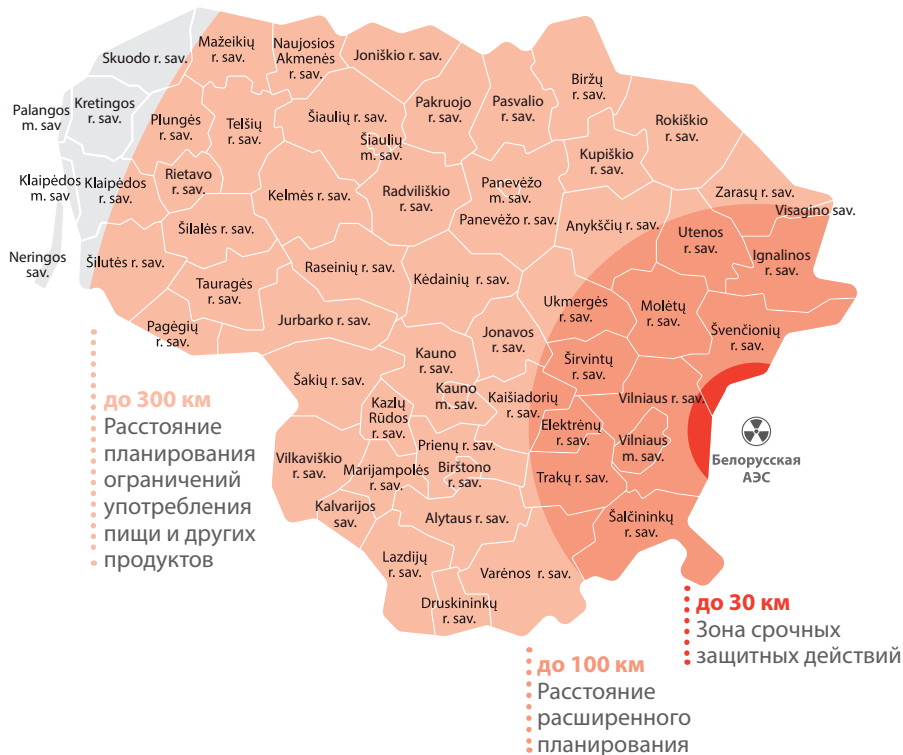 Skuodo r. sav.
Mažeikių
r. sav.
Naujosios
Akmenės
r. sav.
Joniškio r. sav.
Palangos
m. sav
Kretingos
r. sav.
Plungės
r. sav.
Telšių
r. sav.
Šiaulių r. sav.
Šiaulių
m. sav.
Pakruojo
r. sav.
Pasvalio
r. sav.
Biržų
r. sav.
Rokiškio
r. sav.
Kupiškio
r. sav.
Klaipėdos
m. sav
Klaipėdos
r. sav.
Rietavo
r. sav.
Kelmės r. sav.
Radviliškio
r. sav.
Panevėžo
m. sav.
Panevėžo r. sav.
Anykščių r. sav.
Zarasų r. sav.
Visagino sav.
Utenos
r. sav.
Ignalinos
r. sav.
Neringos
sav.
Šilutės r. sav.
Šilalės r. sav.
Tauragės
r. sav.
Raseinių r. sav.
Kėdainių r. sav.
Ukmergės
r. sav.
Molėtų
r. sav.
Švenčionių
r. sav.
Pagėgių
r. sav.
Jurbarko r. sav.
Jonavos
r. sav.
Širvintų
r. sav.
Šakių r. sav.
Kauno
r. sav.
Kauno
m. sav.
Kaišiadorių
r. sav.
Vilniaus r. sav.
Kazlų
Rūdos
r. sav.
Elektrėnų
r. sav.
Vilniaus
m. sav.
Prienų r. sav.
Vilkaviškio
r. sav.
Marijampolės
r. sav.
Birštono
r. sav.
Trakų r. sav.
Kalvarijos
sav.
Alytaus r. sav.
Šalčininkų
r. sav.
Lazdijų
r. sav.
Varėnos r. sav.
Druskininkų
r. sav.
Белорусская
АЭС
до 300 км
Расстояние
планирования
ограничений
употребления
пищи и других
продуктов
до 30 км
Зона срочных
защитных действий
до 100 км
Расстояние
расширенного
планирования